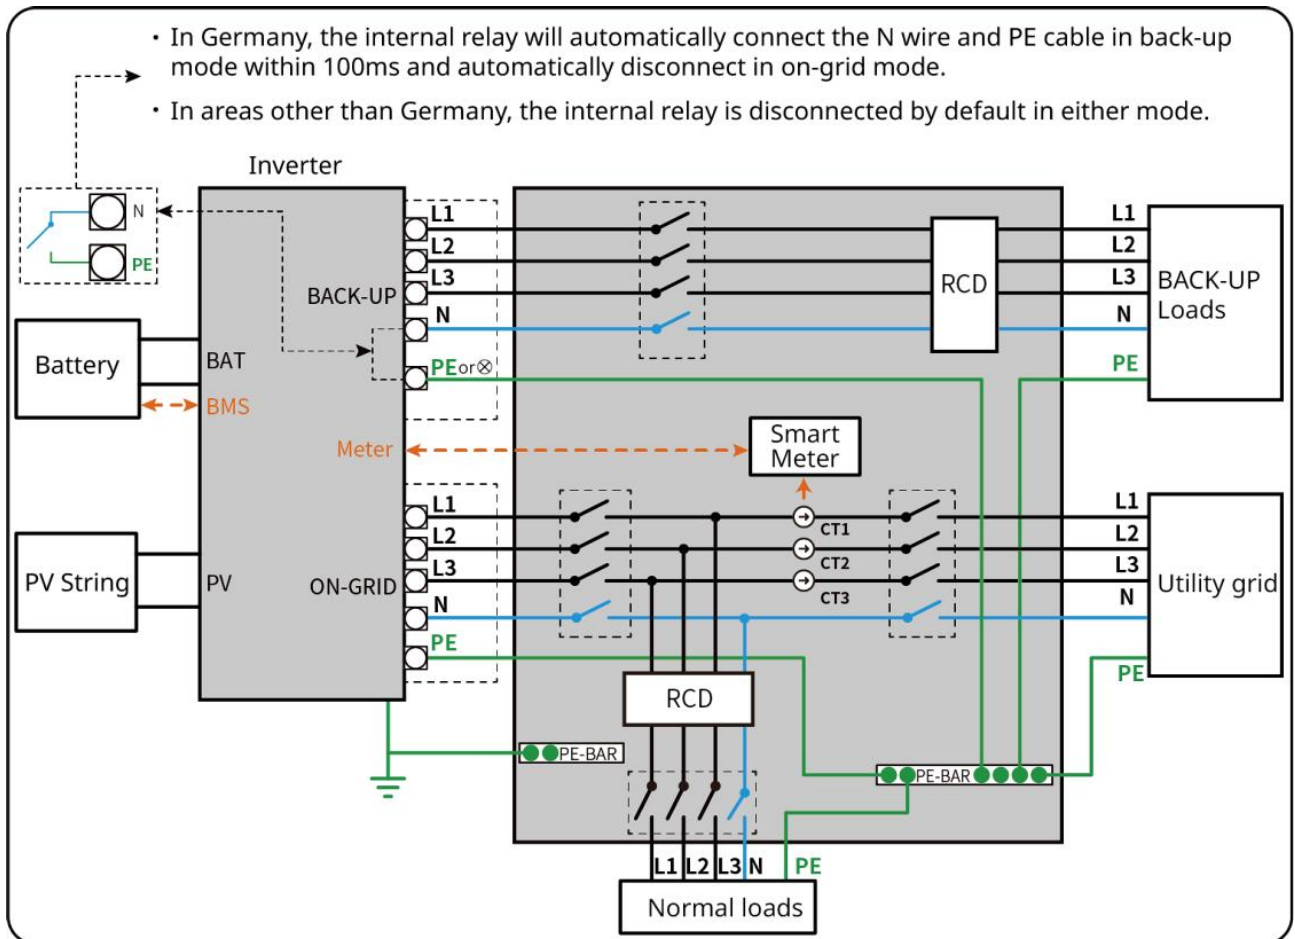 · In Germany, the internal relay will automatically connect the N wire and PE cable in back-up
mode within 100ms and automatically disconnect in on-grid mode.
· In areas other than Germany, the internal relay is disconnected by default in either mode.
Inverter
N
PE
L1
L2
L3
N
PE or ⊗
BACK-UP
RCD
L1
L2
L3
N
PE
BACK-UP
Loads
Battery
BAT
BMS
Meter
Smart
Meter
PV String
PV
ON-GRID
L1
L2
L3
N
PE
CT1
CT2
CT3
L1
L2
L3
N
PE
Utility grid
RCD
PE-BAR
PE-BAR
L1 L2 L3 N PE
Normal loads